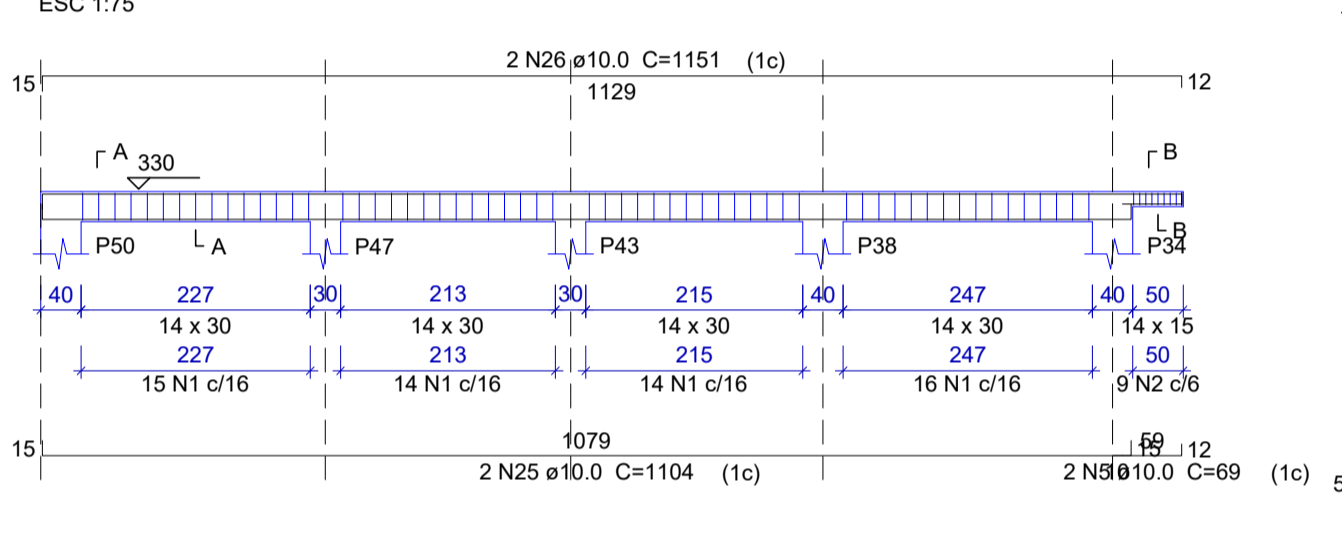 ESC 1:75
2 N26 ø10.0 C=1151 (1c)
15 1129 12
A 330 B
A B
P50 P47 P43 P38 P34
40 227 30 213 30 215 40 247 40 50
14 x 30 14 x 30 14 x 30 14 x 30 14 x 15
227 213 215 247 50
15 N1 c/16 14 N1 c/16 14 N1 c/16 16 N1 c/16 9 N2 c/6
15 1079 15 59 12
2 N25 ø10.0 C=1104 (1c) 2 ø10.0 C=69 (1c)